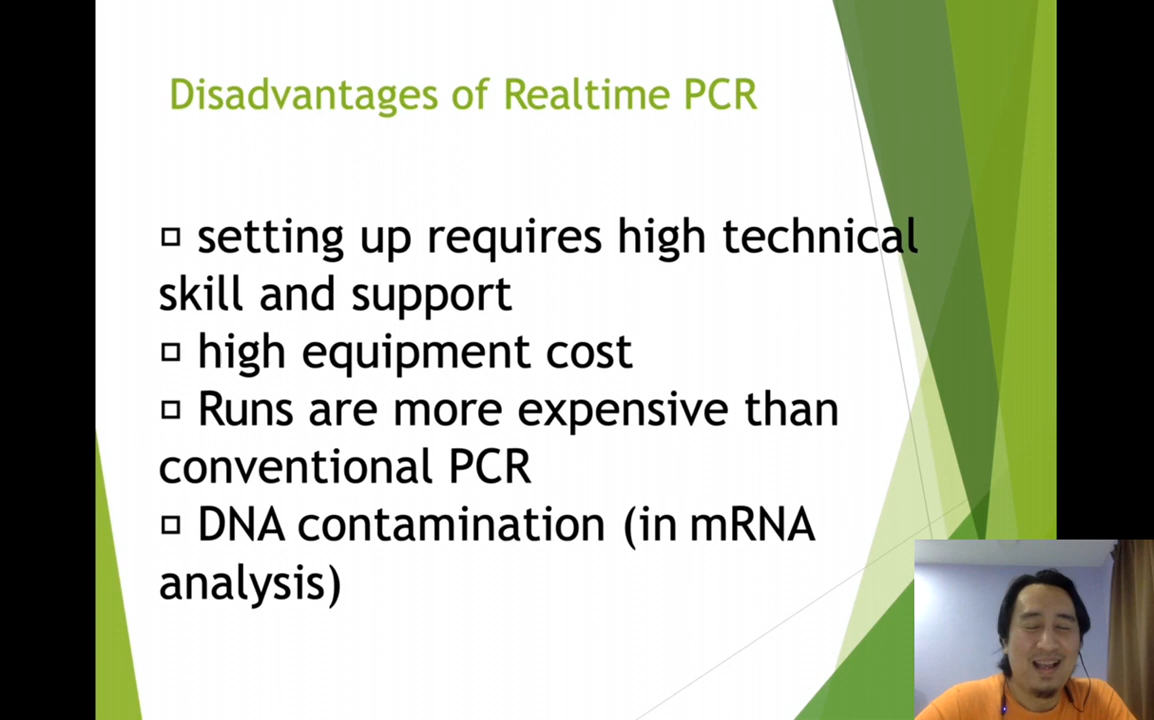 Disadvantages of Realtime PCR
□ setting up requires high technical
skill and support
□ high equipment cost
□ Runs are more expensive than
conventional PCR
□ DNA contamination (in mRNA
analysis)